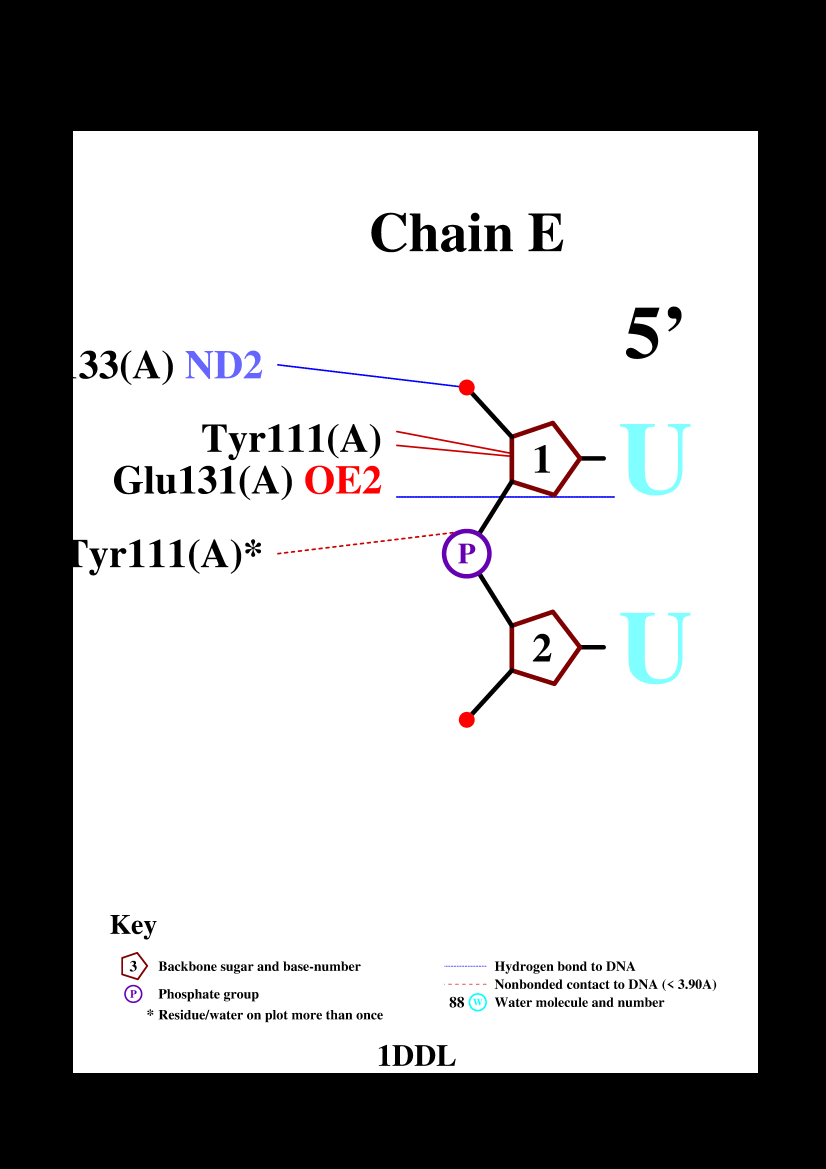 Chain E
5’
133(A) ND2
Tyr111(A)
1
U
Glu131(A) OE2
Tyr111(A)*
P
2
U
Key
3 Backbone sugar and base-number
P Phosphate group
* Residue/water on plot more than once
Hydrogen bond to DNA
Nonbonded contact to DNA (< 3.90A)
88 W Water molecule and number
1DDL